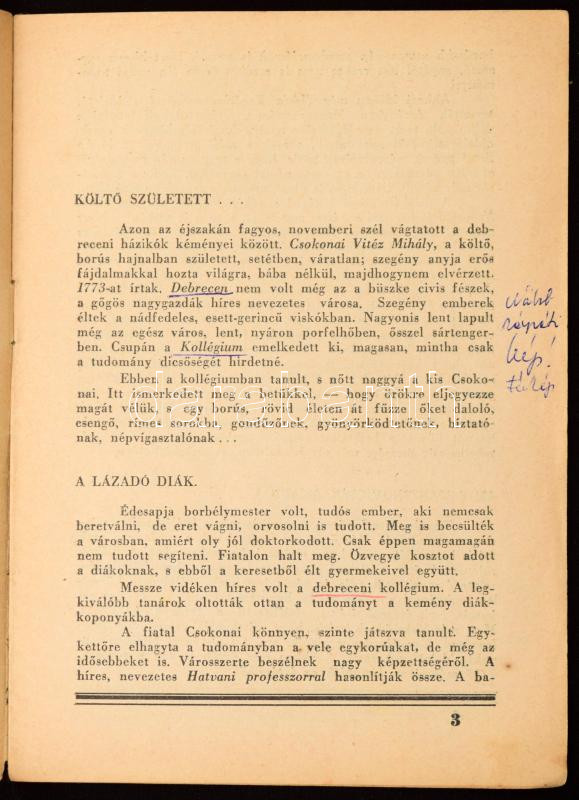 KÖLTŐ SZÜLETETT . . .
Azon az éjszakán fagyos, novemberi szél vágtatott a deb-
receni házikók kéményei között. Csokonai Vitéz Mihály, a költő,
borús hajnalban született, setétben, váratlan; szegény anyja erős
fájdalmakkal hozta világra, bába nélkül, majdhogynem elvérzett.
1773-at írtak. Debrecen nem volt még az a büszke civis fészek,
a gőgös nagygazdák híres nevezetes városa. Szegény emberek
éltek a nádfedeles, esett-gerincű viskókban. Nagyonis lent lapult
még az egész város, lent, nyáron porfelhőben, ősszel sártenger-
ben. Csupán a Kollégium emelkedett ki, magasan, mintha csak
a tudomány dicsőségét hirdetné.
Ebben a kollégiumban tanult, s nőtt naggyá a kis Csoko-
nai. Itt ismerkedett meg a betűkkel, — hogy örökre eljegyezze
magát velük, — egy borús, rövid életen át fűzze őket daloló,
csengő, rímes sorokba, gondűzőnek, gyönyörködtetőnek, bíztató-
nak, népvígasztalónak . . .
A LÁZADÓ DIÁK.
Édesapja borbélymester volt, tudós ember, aki nemcsak
beretválni, de eret vágni, orvosolni is tudott. Meg is becsülték
a városban, amiért oly jól doktorkodott. Csak éppen magamagán
nem tudott segíteni. Fiatalon halt meg. Özvegye kosztot adott
a diákoknak, s ebből a keresetből élt gyermekeivel együtt.
Messze vidéken híres volt a debreceni kollégium. A leg-
kiválóbb tanárok oltották ottan a tudományt a kemény diák-
koponyákba.
A fiatal Csokonai könnyen, szinte játszva tanult. Egy-
kettőre elhagyta a tudományban a vele egykorúakat, de még az
idősebbeket is. Városszerte beszélnek nagy képzettségéről. A
híres, nevezetes Hatvani professzorral hasonlítják össze. A ba-
3
kép!